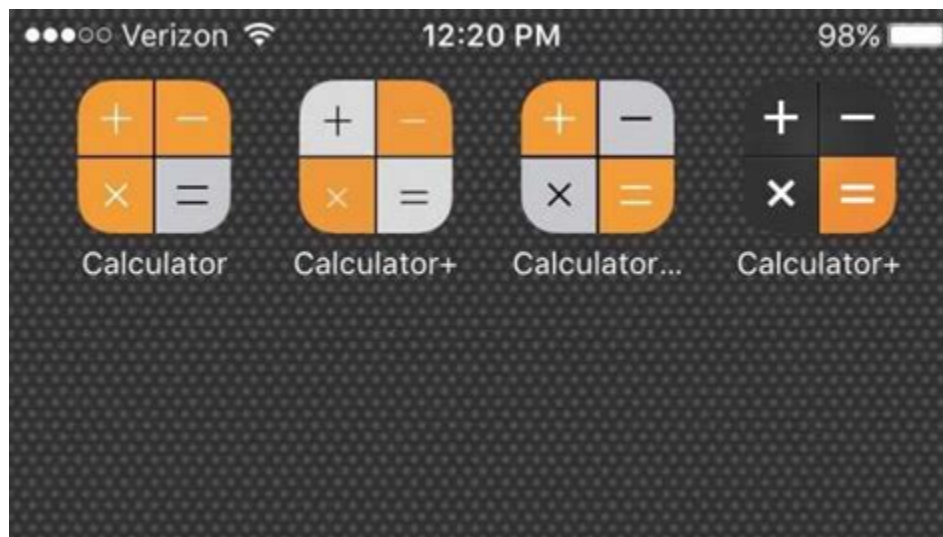 Verizon 12:20 PM 98%
+ − + − + − + −
× = × = × = × =
Calculator Calculator+ Calculator... Calculator+